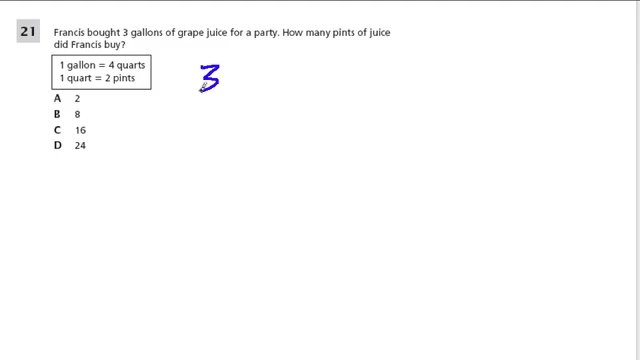 21 Francis bought 3 gallons of grape juice for a party. How many pints of juice
did Francis buy?
1 gallon = 4 quarts
1 quart = 2 pints
3
A 2
B 8
C 16
D 24